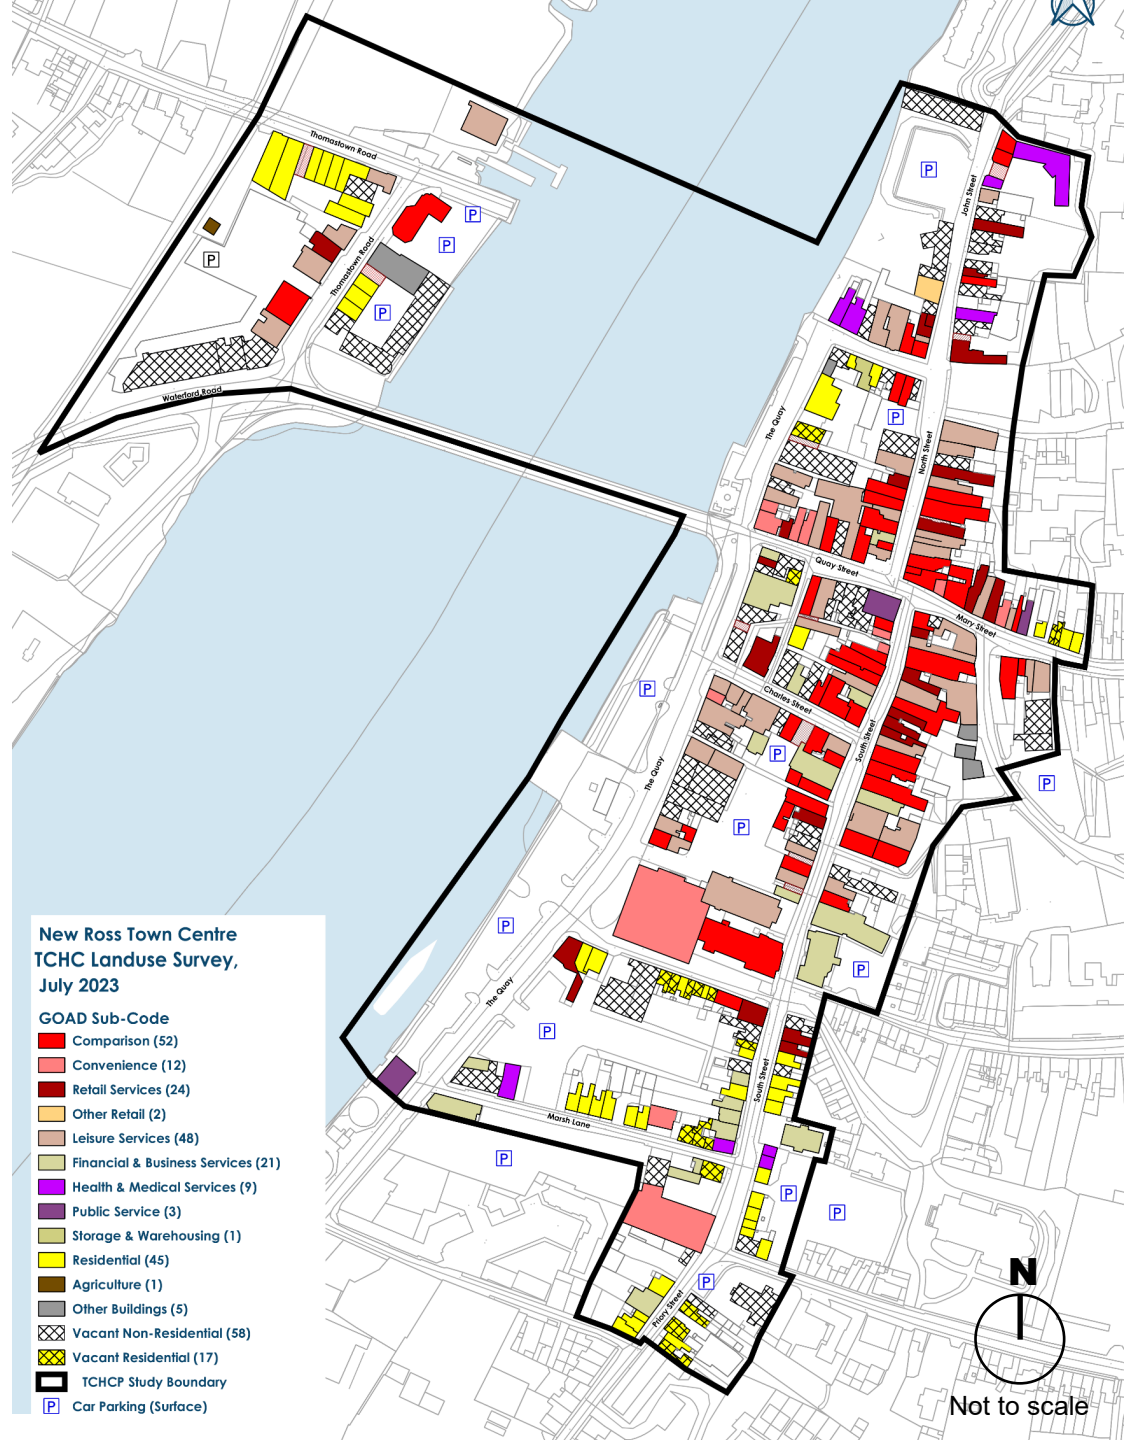 Thomastown Road
P
P
P
John Street
P
Thomastown Road
P
Waterford Road
The Quay
P
North Street
Quay Street
Mary Street
P
Charles Street
South Street
P
The Quay
P
P
P
P
P
The Quay
P
South Street
Marsh Lane
P
P
P
P
Priory Street
New Ross Town Centre
TCHC Landuse Survey,
July 2023
GOAD Sub-Code
Comparison (52)
Convenience (12)
Retail Services (24)
Other Retail (2)
Leisure Services (48)
Financial & Business Services (21)
Health & Medical Services (9)
Public Service (3)
Storage & Warehousing (1)
Residential (45)
Agriculture (1)
Other Buildings (5)
Vacant Non-Residential (58)
Vacant Residential (17)
TCHCP Study Boundary
P Car Parking (Surface)
N
Not to scale